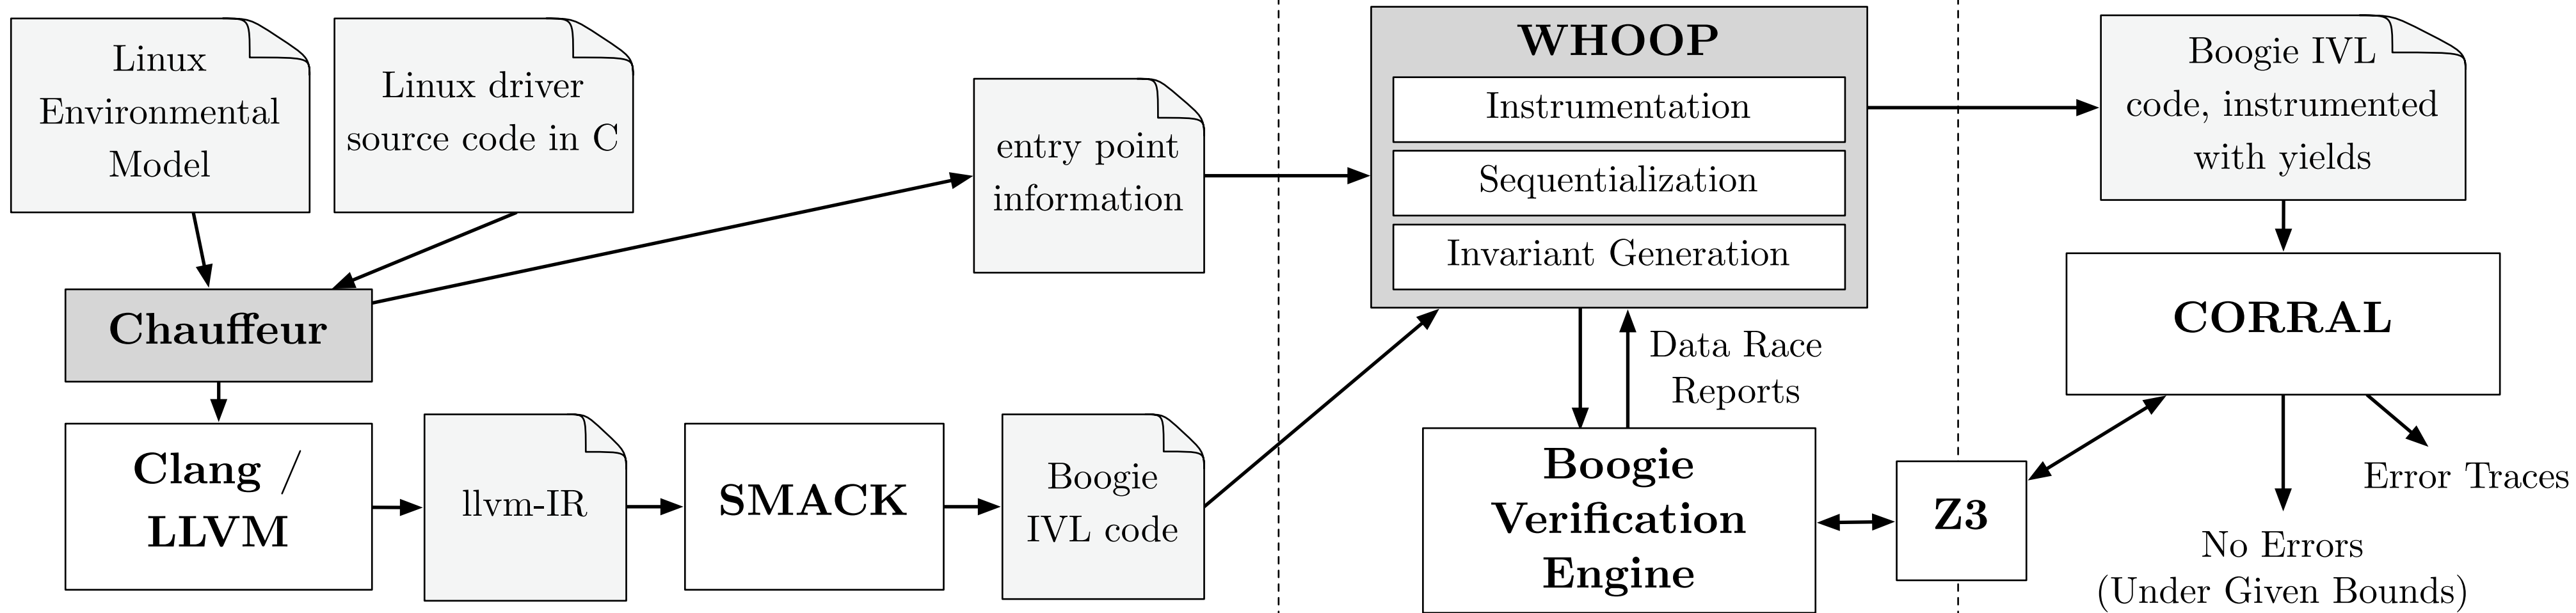 Linux
Environmental
Model
Linux driver
source code in C
Chauffeur
Clang /
LLVM
llvm-IR
SMACK
Boogie
IVL code
entry point
information
WHOOP
Instrumentation
Sequentialization
Invariant Generation
Data Race
Reports
Boogie
Verification
Engine
Z3
Boogie IVL
code, instrumented
with yields
CORRAL
Error Traces
No Errors
(Under Given Bounds)